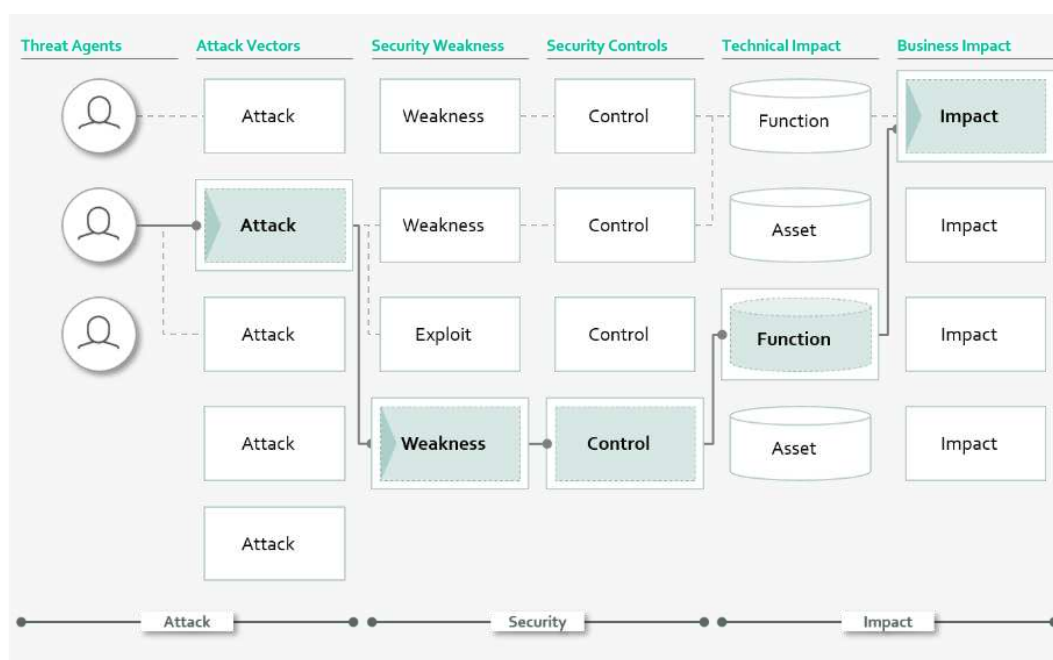 Threat Agents Attack Vectors Security Weakness Security Controls Technical Impact Business Impact
Attack Weakness Control Function Impact
Attack Weakness Control Asset Impact
Attack Exploit Control Function Impact
Attack Weakness Control Asset Impact
Attack
Attack Security Impact